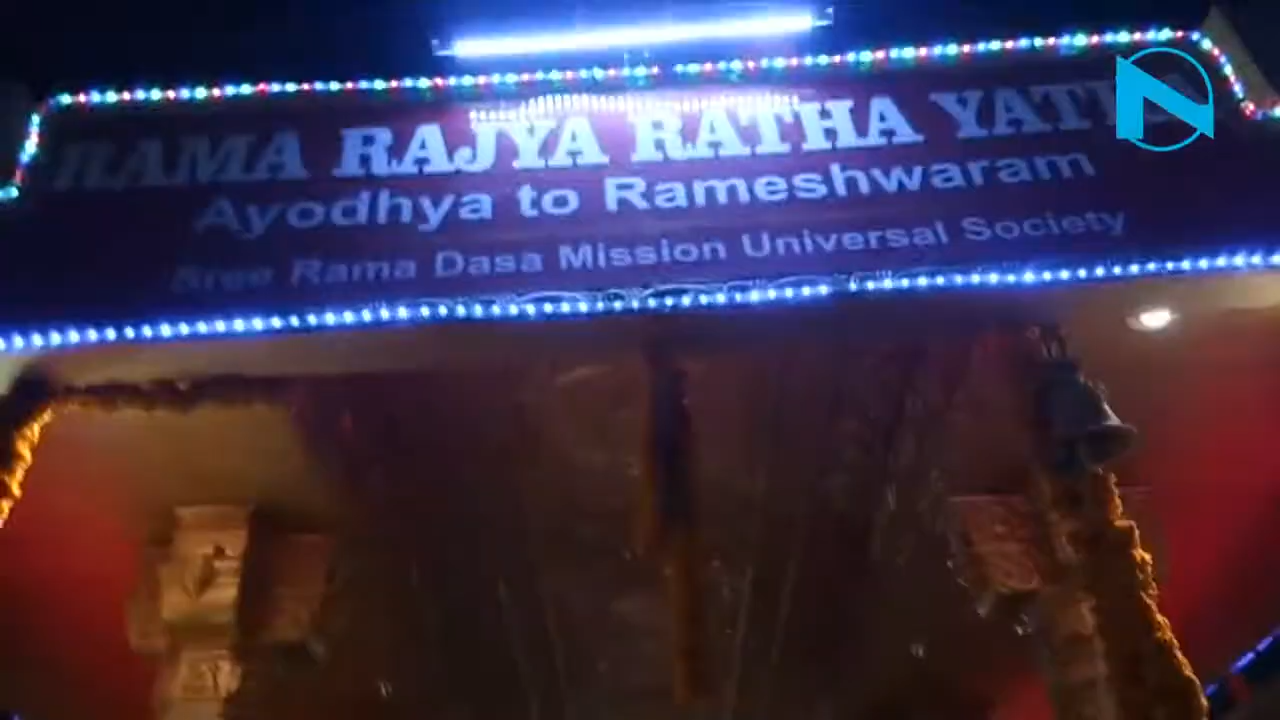 RAMA RAJYA RATHA YATRA
Ayodhya to Rameshwaram
Sree Rama Dasa Mission Universal Society